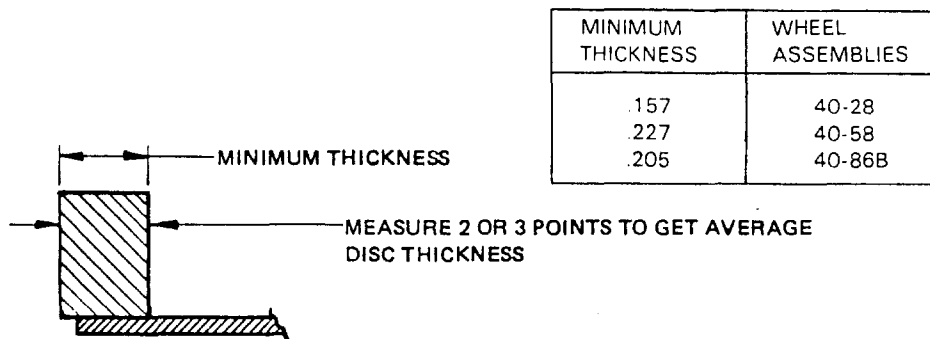 MINIMUM THICKNESS
WHEEL ASSEMBLIES
.157 40-28
.227 40-58
.205 40-86B
MINIMUM THICKNESS
MEASURE 2 OR 3 POINTS TO GET AVERAGE
DISC THICKNESS